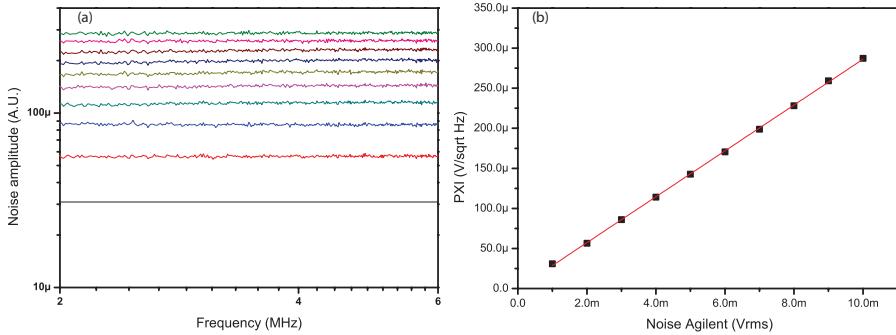 (a)
Noise amplitude (A.U.)
100µ
10µ
2
4
6
Frequency (MHz)
(b)
PXI (V/sqrt Hz)
350.0µ
300.0µ
250.0µ
200.0µ
150.0µ
100.0µ
50.0µ
0.0
0.0
2.0m
4.0m
6.0m
8.0m
10.0m
Noise Agilent (Vrms)